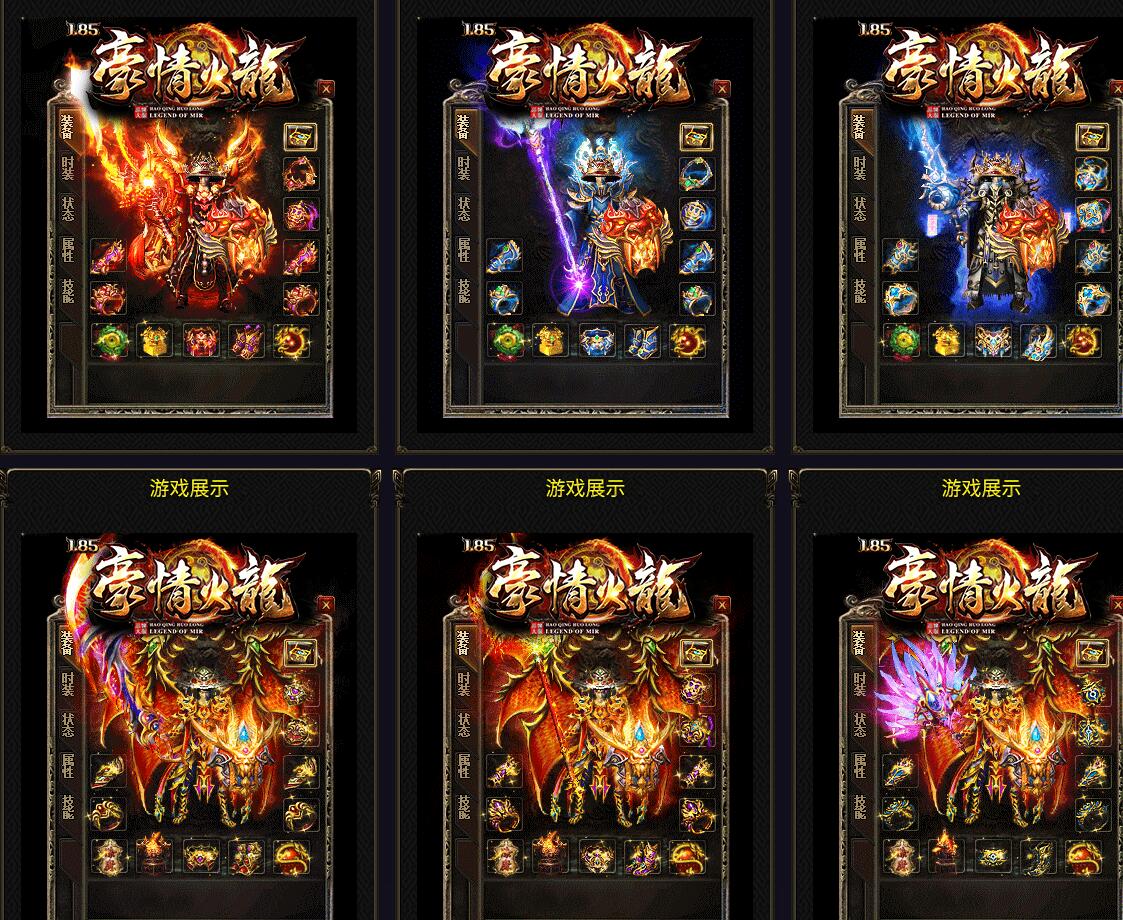 1.85
豪情火龍
HAO QING HUO LONG
LEGEND OF MIR
装备
时装
状态
属性
技能
1.85
豪情火龍
HAO QING HUO LONG
LEGEND OF MIR
装备
时装
状态
属性
技能
1.85
豪情火龍
HAO QING HUO LONG
LEGEND OF MIR
装备
时装
状态
属性
技能
游戏展示
游戏展示
游戏展示
1.85
豪情火龍
HAO QING HUO LONG
LEGEND OF MIR
装备
时装
状态
属性
技能
1.85
豪情火龍
HAO QING HUO LONG
LEGEND OF MIR
装备
时装
状态
属性
技能
1.85
豪情火龍
HAO QING HUO LONG
LEGEND OF MIR
装备
时装
状态
属性
技能